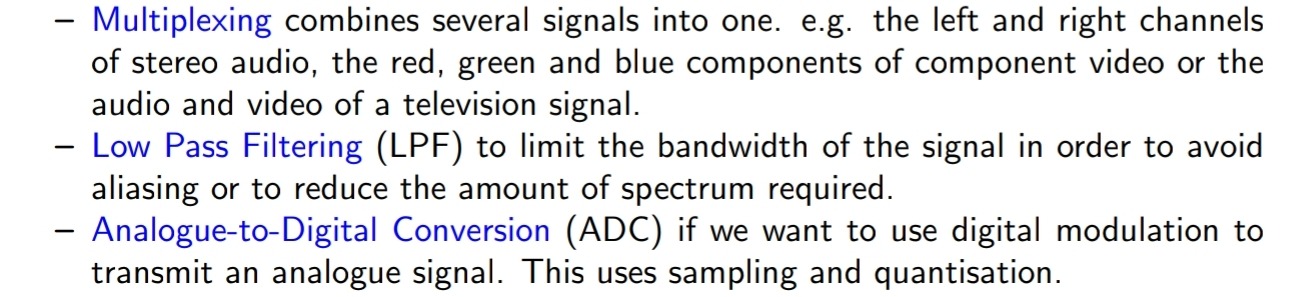 – Multiplexing combines several signals into one. e.g. the left and right channels
of stereo audio, the red, green and blue components of component video or the
audio and video of a television signal.
– Low Pass Filtering (LPF) to limit the bandwidth of the signal in order to avoid
aliasing or to reduce the amount of spectrum required.
– Analogue-to-Digital Conversion (ADC) if we want to use digital modulation to
transmit an analogue signal. This uses sampling and quantisation.